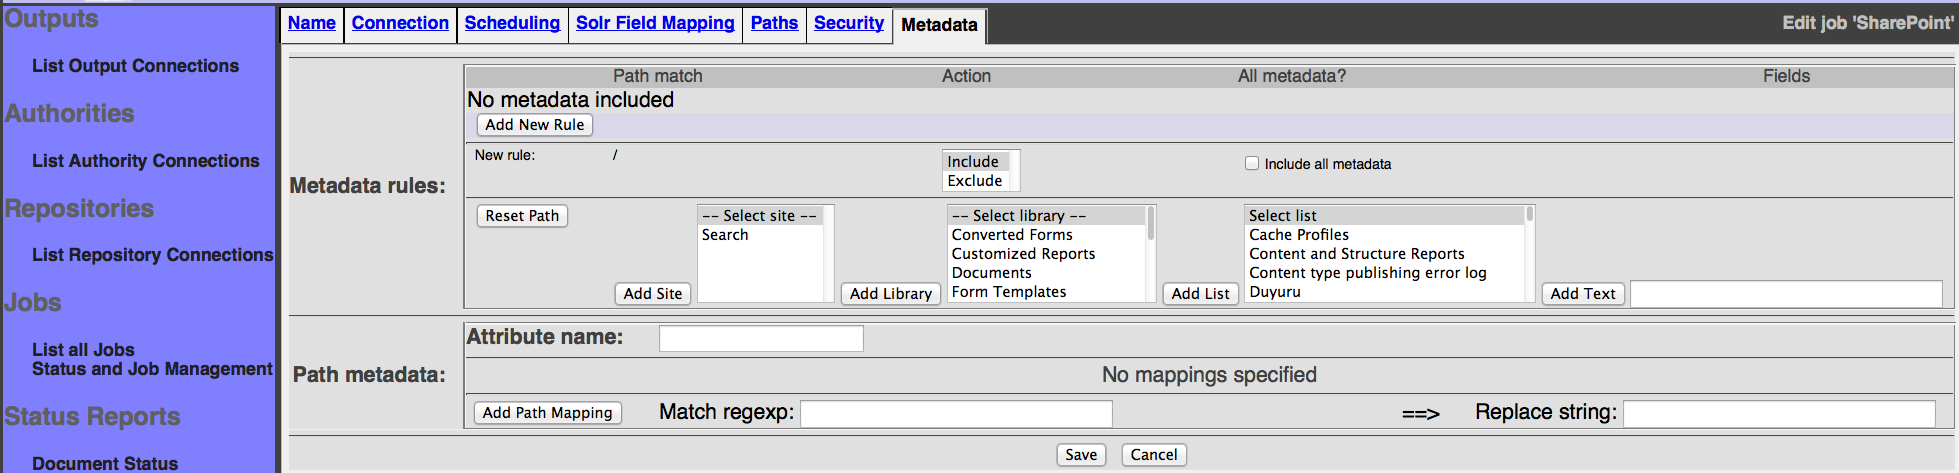 Outputs
List Output Connections
Authorities
List Authority Connections
Repositories
List Repository Connections
Jobs
List all Jobs
Status and Job Management
Status Reports
Document Status
Name Connection Scheduling Solr Field Mapping Paths Security Metadata Edit job 'SharePoint'
Metadata rules:
Path match Action All metadata? Fields
No metadata included
Add New Rule
New rule: / Include Include all metadata
Exclude
Reset Path
Add Site
-- Select site --
Search
Add Library
-- Select library --
Converted Forms
Customized Reports
Documents
Form Templates
Add List
Select list
Cache Profiles
Content and Structure Reports
Content type publishing error log
Duyuru
Add Text
Path metadata:
Attribute name:
No mappings specified
Add Path Mapping Match regexp: ==> Replace string:
Save Cancel